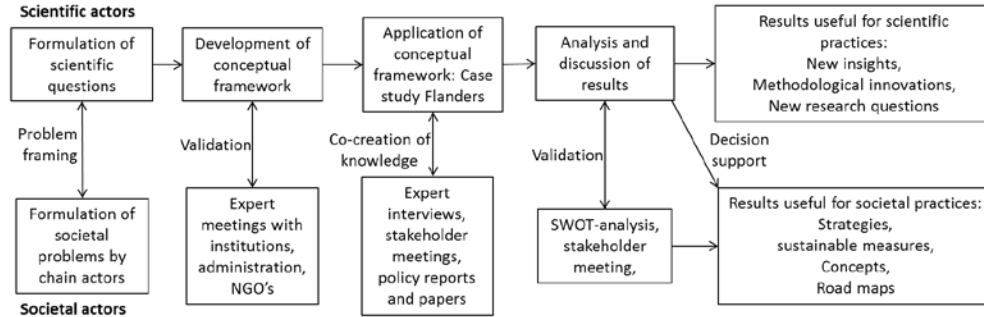 Scientific actors
Formulation of
scientific
questions
Development of
conceptual
framework
Application of
conceptual
framework: Case
study Flanders
Analysis and
discussion of
results
Results useful for scientific
practices:
New insights,
Methodological innovations,
New research questions
Problem
framing
Validation
Co-creation of
knowledge
Validation
Decision
support
Formulation of
societal
problems by
chain actors
Expert
meetings with
institutions,
administration,
NGO's
Expert
interviews,
stakeholder
meetings,
policy reports
and papers
SWOT-analysis,
stakeholder
meeting,
Results useful for societal practices:
Strategies,
sustainable measures,
Concepts,
Road maps
Societal actors